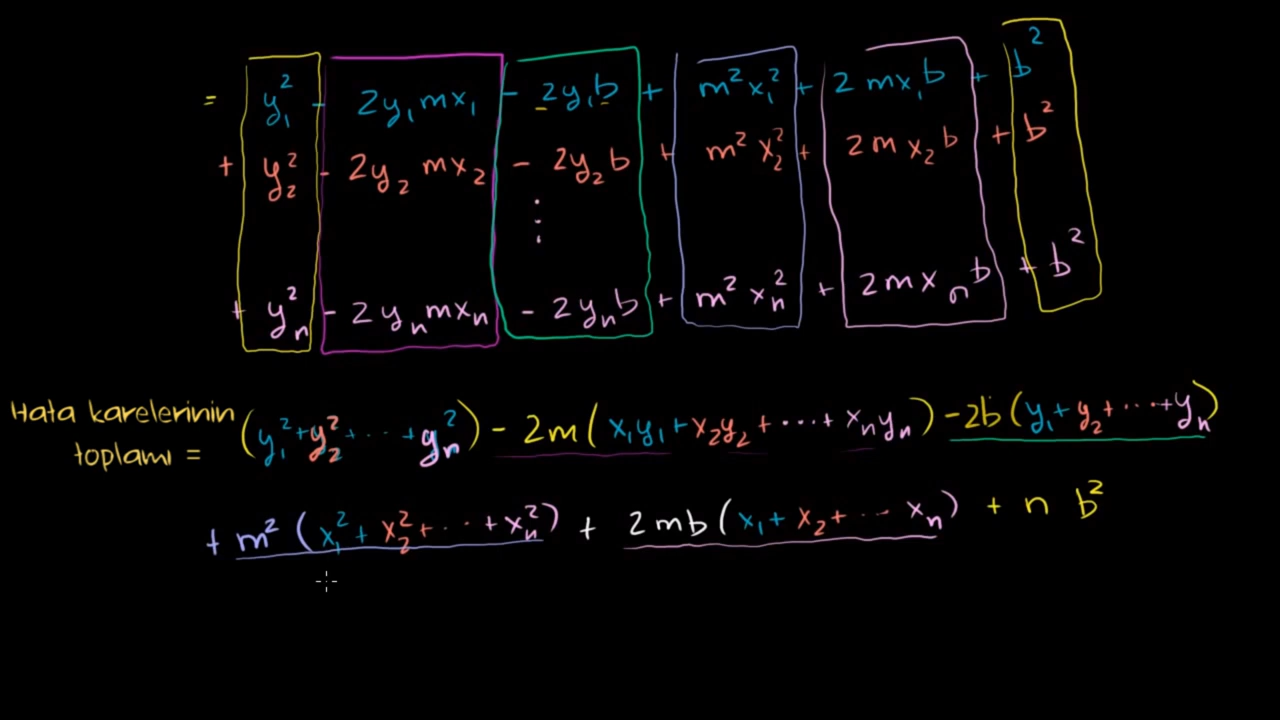 = y₁² - 2y₁mx₁ - 2y₁b + m²x₁² + 2mx₁b + b²
+ y₂² - 2y₂mx₂ - 2y₂b + m²x₂² + 2mx₂b + b²
⋮
+ yₙ² - 2yₙmxₙ - 2yₙb + m²xₙ² + 2mxₙb + b²
Hata karelerinin toplamı = (y₁²+y₂²+⋯+yₙ²) - 2m(x₁y₁+x₂y₂+⋯+xₙyₙ) - 2b(y₁+y₂+⋯+yₙ)
+ m²(x₁²+x₂²+⋯+xₙ²) + 2mb(x₁+x₂+⋯xₙ) + n b²